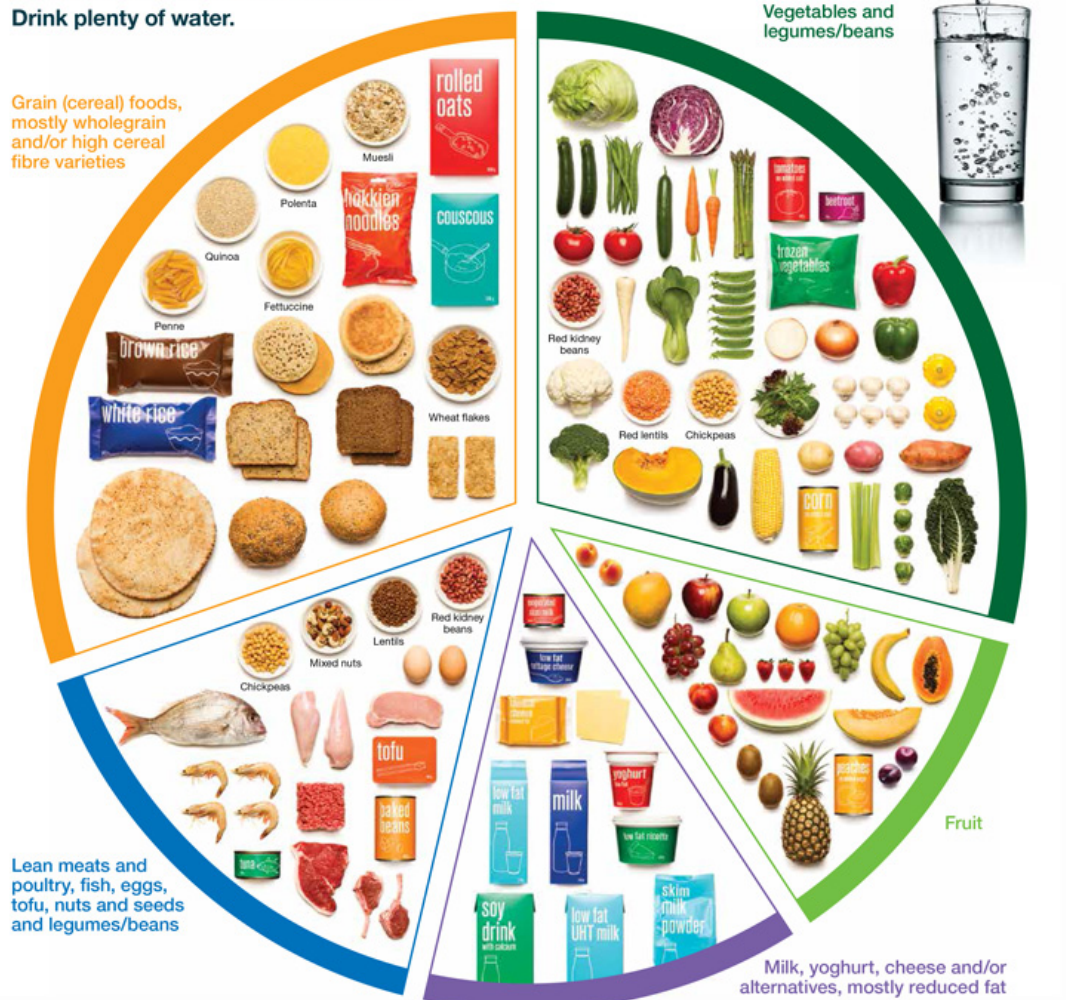 Drink plenty of water.
Vegetables and
legumes/beans
Grain (cereal) foods,
mostly wholegrain
and/or high cereal
fibre varieties
rolled
oats
Muesli
Polenta
hokkien
noodles
couscous
Quinoa
Fettuccine
Penne
brown rice
white rice
Wheat flakes
tomatoes
beetroot
frozen
vegetables
Red kidney
beans
Red lentils
Chickpeas
corn
Red kidney
beans
Lentils
Mixed nuts
Chickpeas
tofu
baked
beans
tuna
Lean meats and
poultry, fish, eggs,
tofu, nuts and seeds
and legumes/beans
low fat
cottage cheese
cheese
yoghurt
low fat
milk
milk
low fat ricotta
soy
drink
with calcium
low fat
UHT milk
skim
milk
powder
Milk, yoghurt, cheese and/or
alternatives, mostly reduced fat
peaches
Fruit